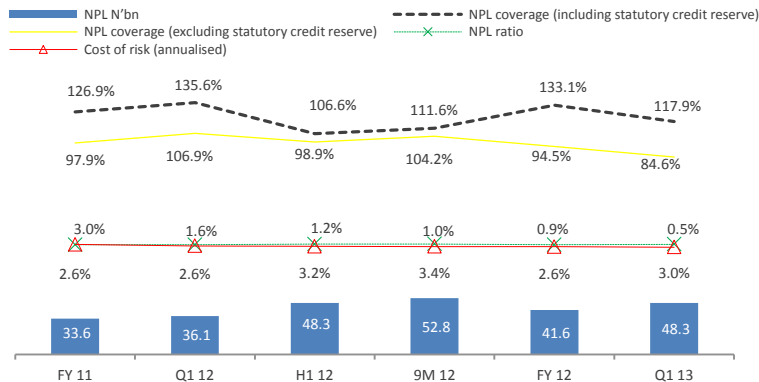 NPL N'bn
NPL coverage (including statutory credit reserve)
NPL coverage (excluding statutory credit reserve)
NPL ratio
Cost of risk (annualised)
126.9% 135.6% 106.6% 111.6% 133.1% 117.9%
97.9% 106.9% 98.9% 104.2% 94.5% 84.6%
3.0% 1.6% 1.2% 1.0% 0.9% 0.5%
2.6% 2.6% 3.2% 3.4% 2.6% 3.0%
33.6 36.1 48.3 52.8 41.6 48.3
FY 11 Q1 12 H1 12 9M 12 FY 12 Q1 13